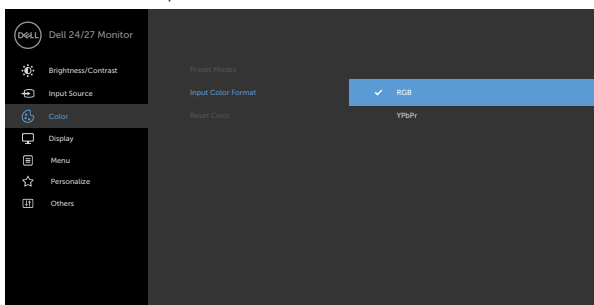 DELL Dell 24/27 Monitor
Brightness/Contrast
Input Source
Color
Display
Menu
Personalize
Others
Preset Modes
Input Color Format
Reset Color
RGB
YPbPr